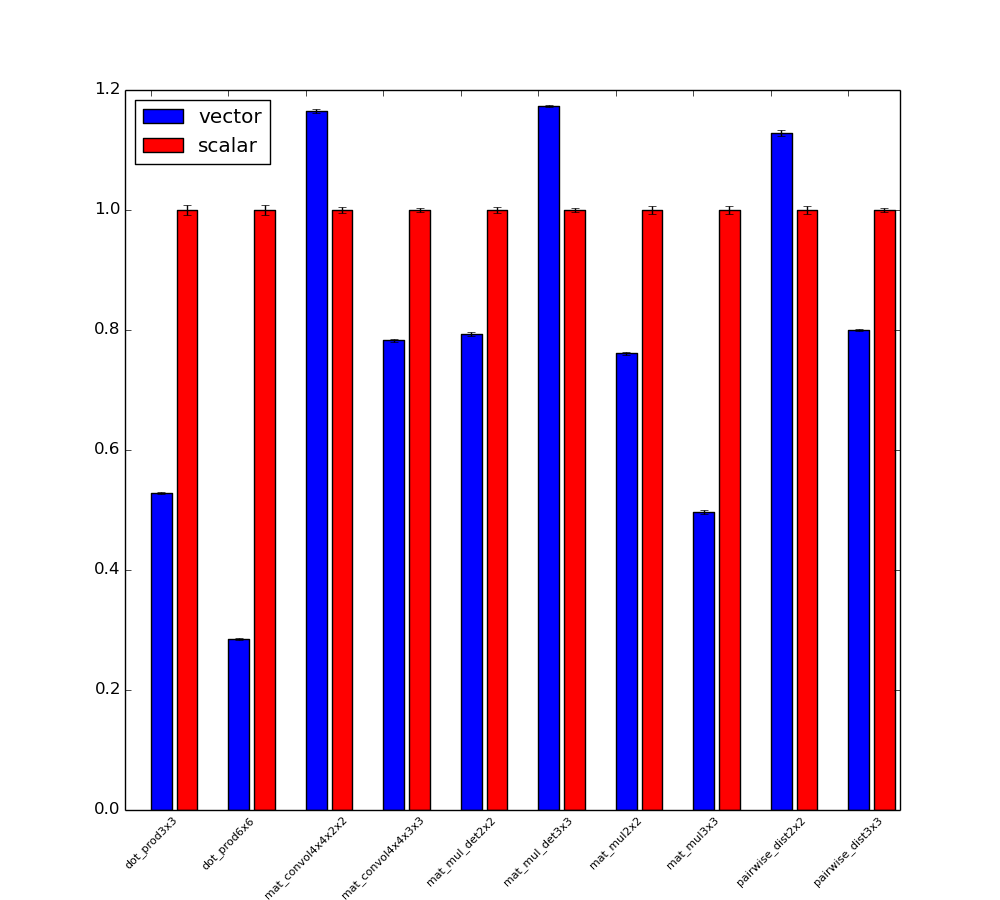 1.2
vector
scalar
1.0
0.8
0.6
0.4
0.2
0.0
dot_prod3x3
dot_prod6x6
mat_convol4x4x2x2
mat_convol4x4x3x3
mat_mul_det2x2
mat_mul_det3x3
mat_mul2x2
mat_mul3x3
pairwise_dist2x2
pairwise_dist3x3